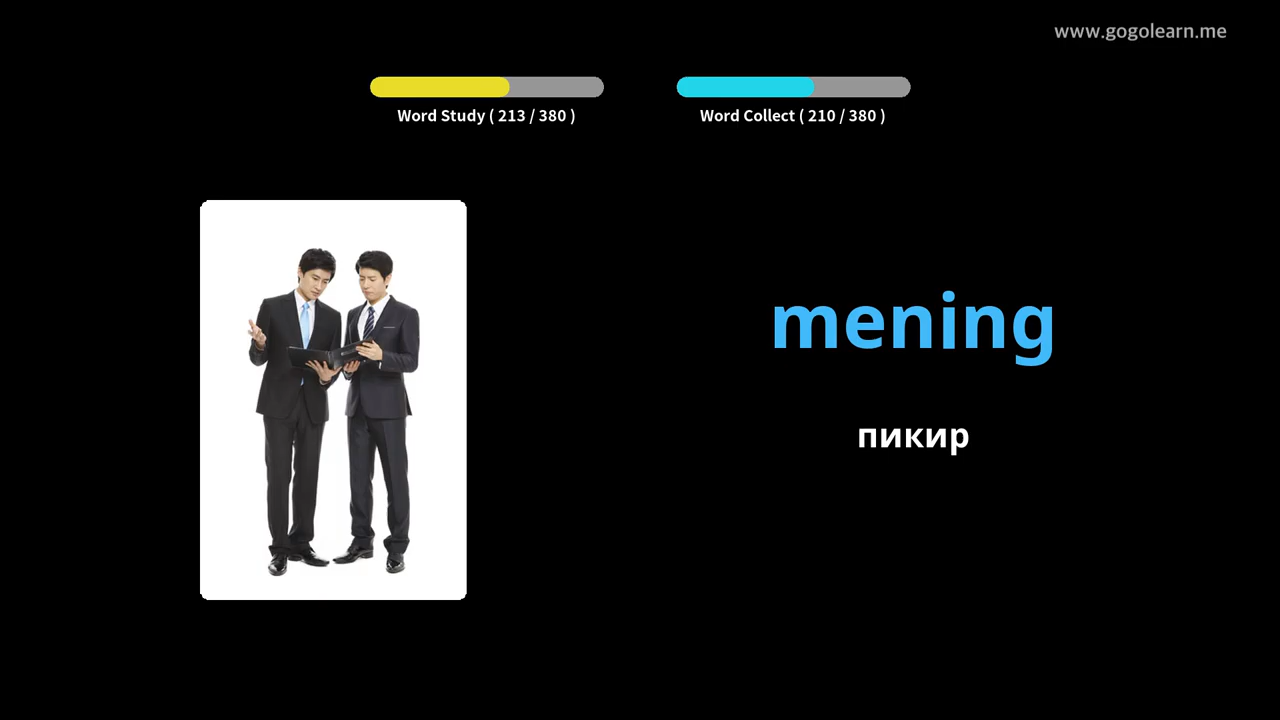 www.gogolearn.me
Word Study ( 213 / 380 )
Word Collect ( 210 / 380 )
mening
пикир